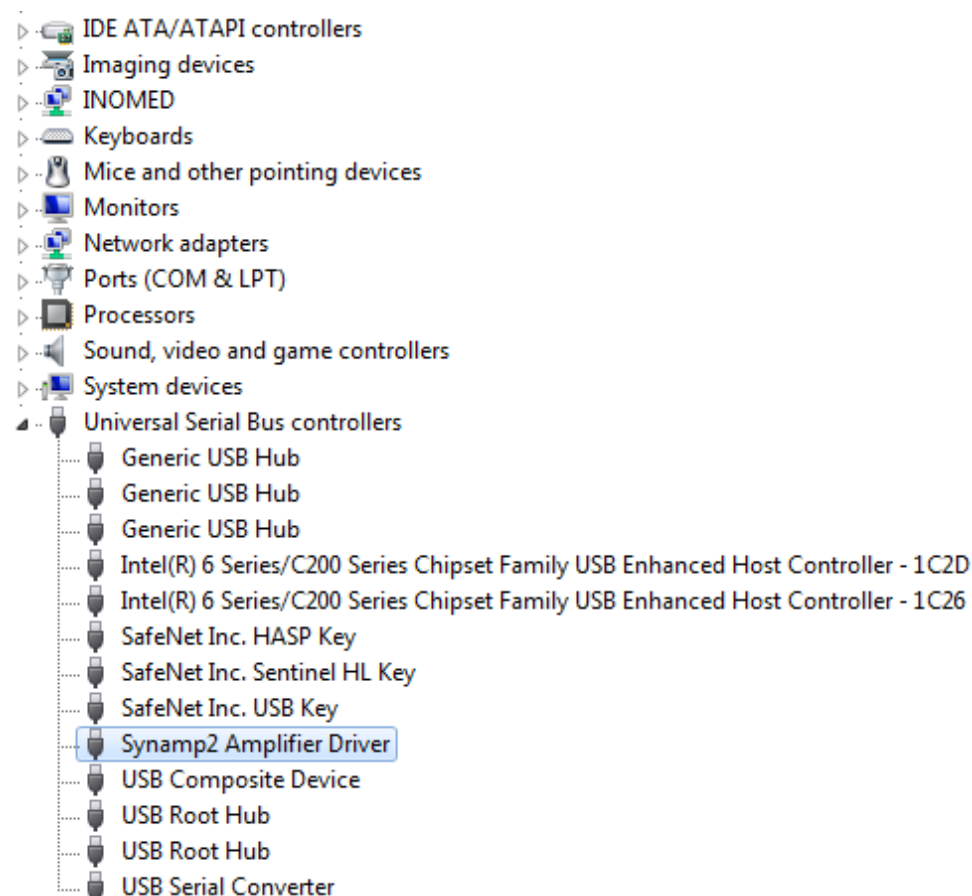 IDE ATA/ATAPI controllers
Imaging devices
INOMED
Keyboards
Mice and other pointing devices
Monitors
Network adapters
Ports (COM & LPT)
Processors
Sound, video and game controllers
System devices
Universal Serial Bus controllers
Generic USB Hub
Generic USB Hub
Generic USB Hub
Intel(R) 6 Series/C200 Series Chipset Family USB Enhanced Host Controller - 1C2D
Intel(R) 6 Series/C200 Series Chipset Family USB Enhanced Host Controller - 1C26
SafeNet Inc. HASP Key
SafeNet Inc. Sentinel HL Key
SafeNet Inc. USB Key
Synamp2 Amplifier Driver
USB Composite Device
USB Root Hub
USB Root Hub
USB Serial Converter